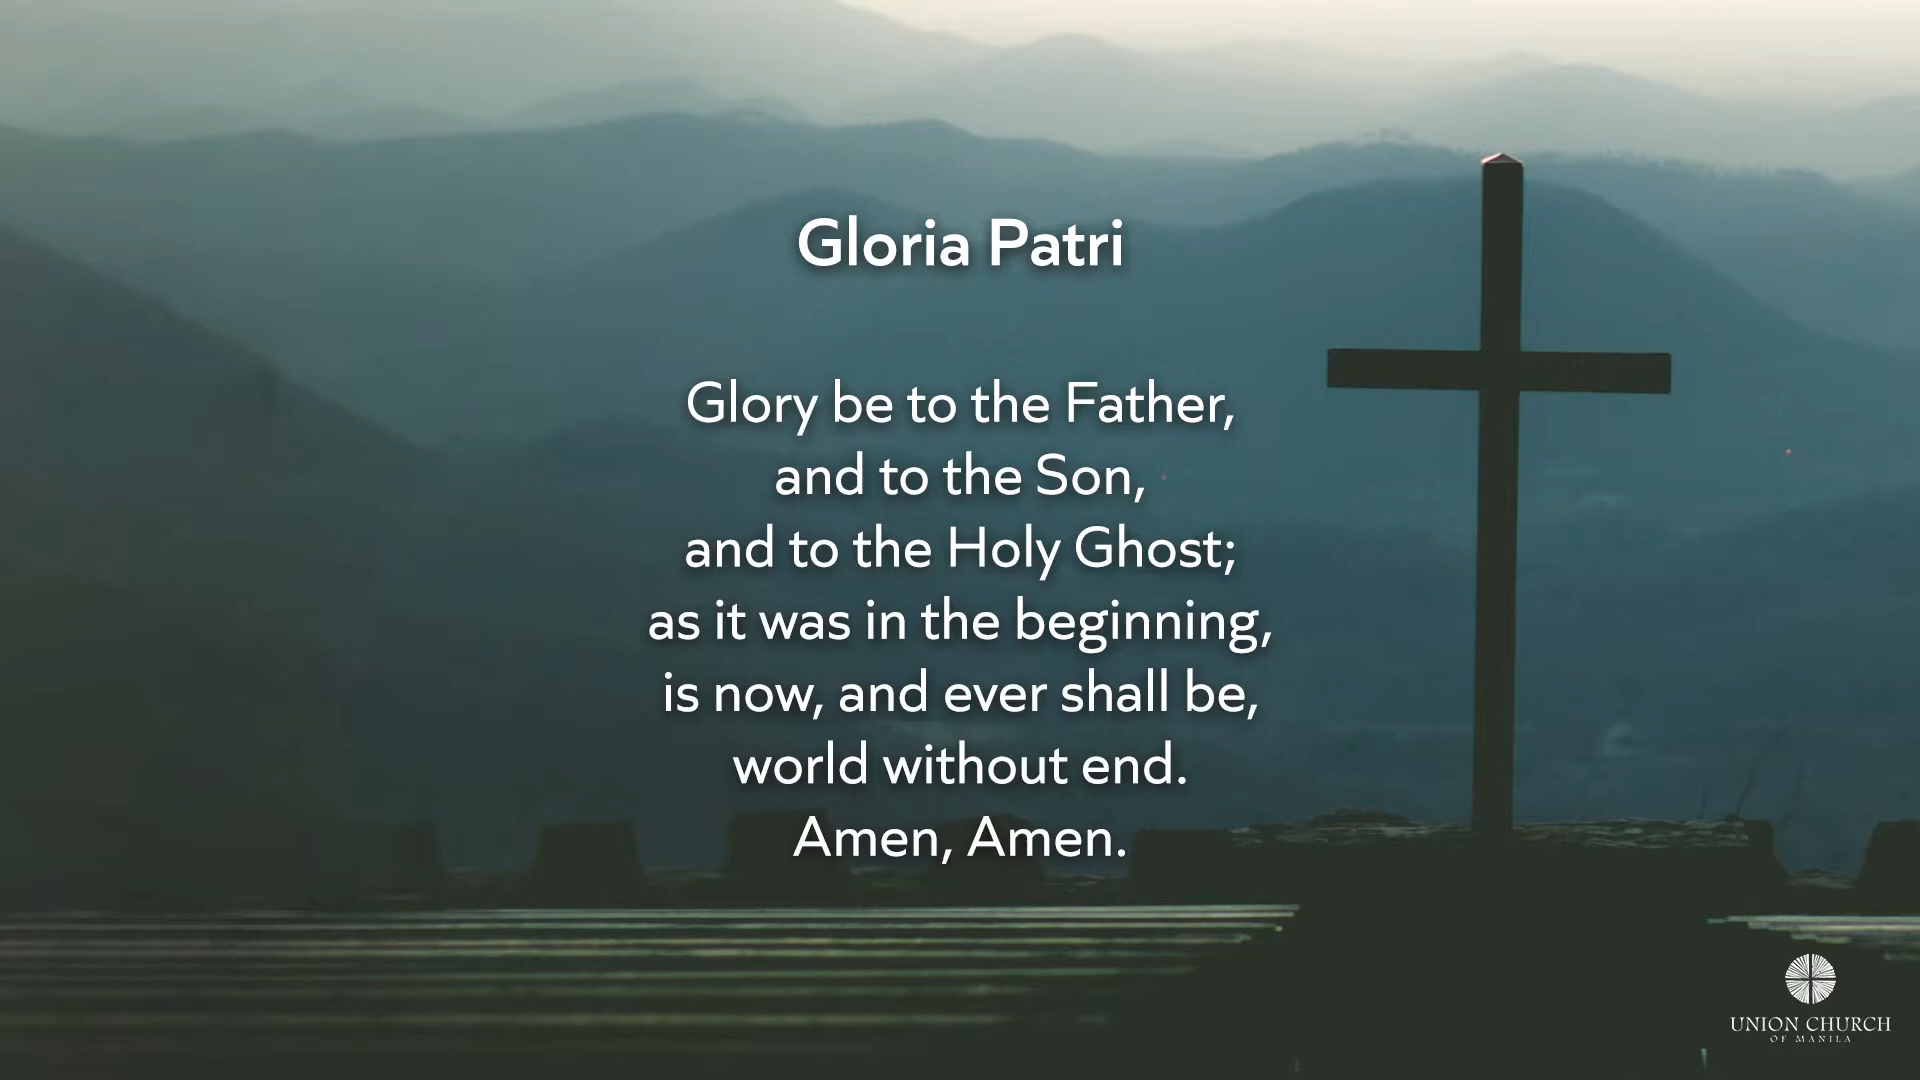 Gloria Patri
Glory be to the Father,
and to the Son,
and to the Holy Ghost;
as it was in the beginning,
is now, and ever shall be,
world without end.
Amen, Amen.
UNION CHURCH
OF MANILA